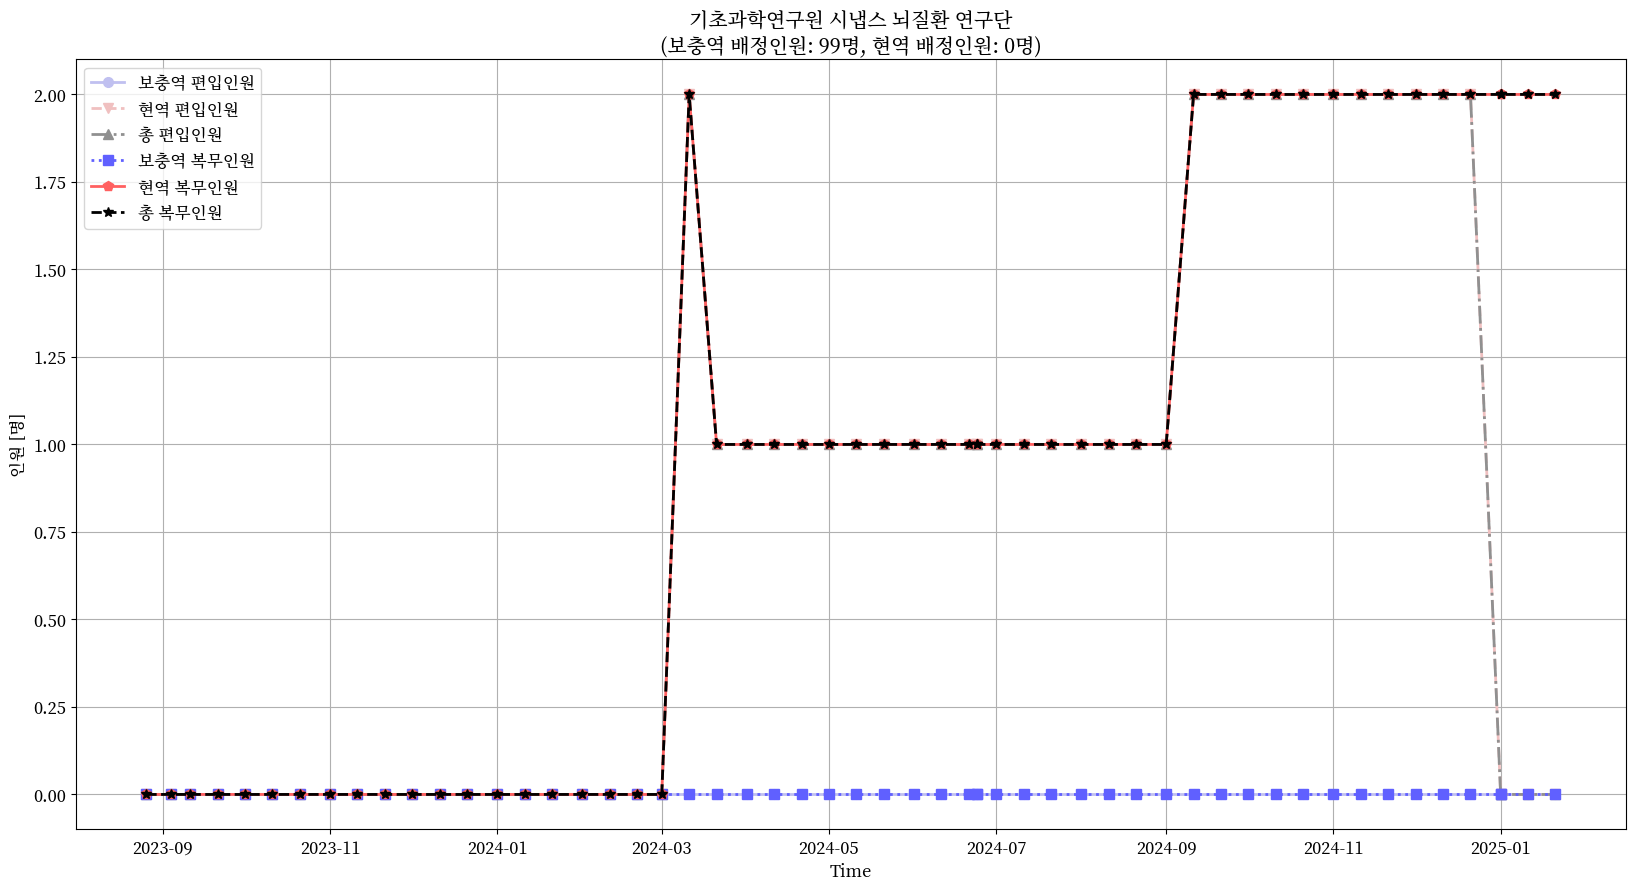 기초과학연구원 시냅스 뇌질환 연구단
(보충역 배정인원: 99명, 현역 배정인원: 0명)
보충역 편입인원
현역 편입인원
총 편입인원
보충역 복무인원
현역 복무인원
총 복무인원
2.00
1.75
1.50
1.25
1.00
0.75
0.50
0.25
0.00
인원 [명]
2023-09 2023-11 2024-01 2024-03 2024-05 2024-07 2024-09 2024-11 2025-01
Time